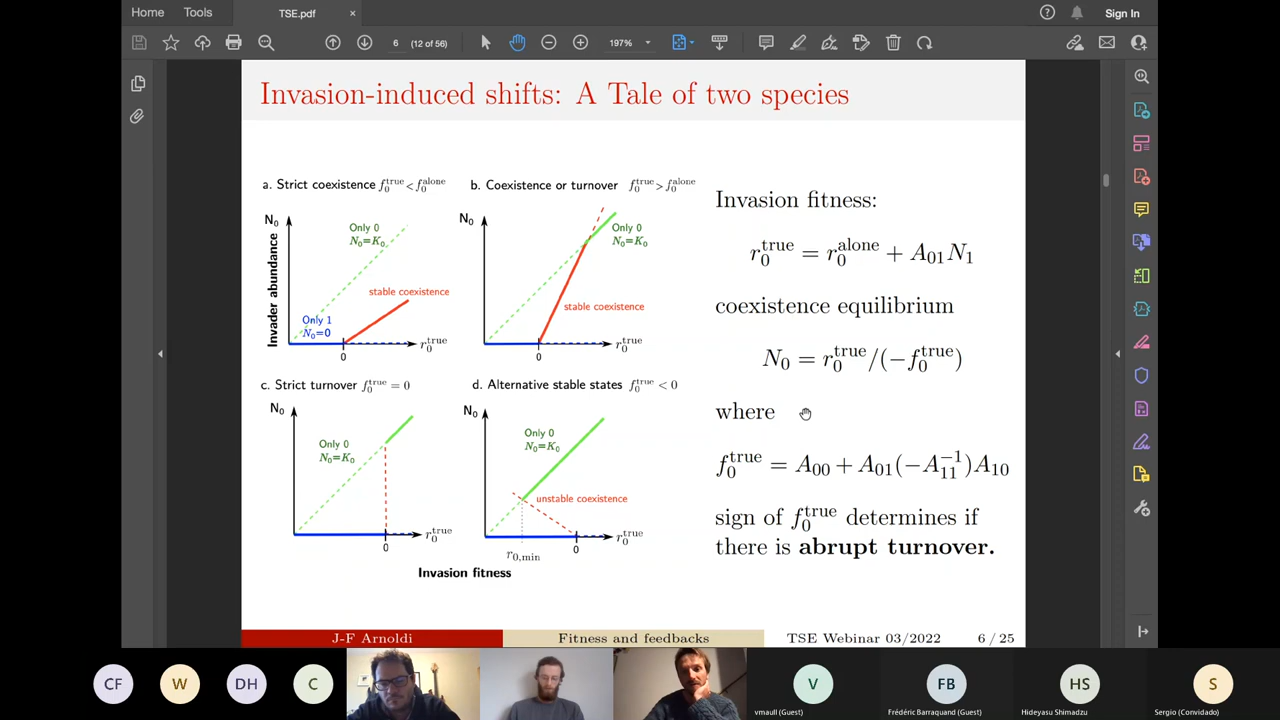 Home Tools TSE.pdf × Sign In
6 (12 of 56) 197%
Invasion-induced shifts: A Tale of two species
a. Strict coexistence f₀^true < f₀^alone
N₀
Invader abundance
Only 0
N₀=K₀
stable coexistence
Only 1
N₀=0
r₀^true
0
b. Coexistence or turnover f₀^true > f₀^alone
N₀
Only 0
N₀=K₀
stable coexistence
r₀^true
0
c. Strict turnover f₀^true = 0
N₀
Only 0
N₀=K₀
r₀^true
0
d. Alternative stable states f₀^true < 0
N₀
Only 0
N₀=K₀
unstable coexistence
r₀^true
r₀,min
0
Invasion fitness
Invasion fitness:
r₀^true = r₀^alone + A₀₁N₁
coexistence equilibrium
N₀ = r₀^true/(−f₀^true)
where
f₀^true = A₀₀ + A₀₁(−A₁₁^−1)A₁₀
sign of f₀^true determines if
there is abrupt turnover.
J-F Arnoldi Fitness and feedbacks TSE Webinar 03/2022 6 / 25
CF W DH C V FB HS S
vmaull (Guest) Frédéric Barraquand (Guest) Hideyasu Shimadzu Sergio (Convidado)